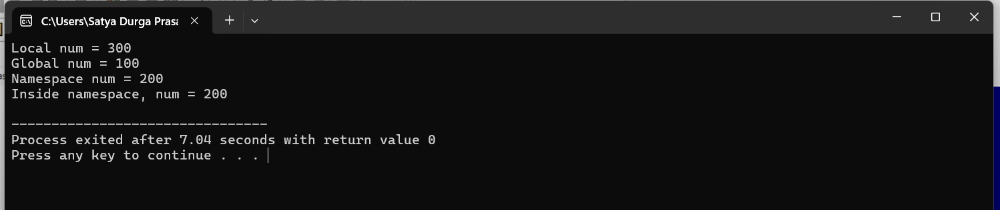 C:\Users\Satya Durga Prasa
Local num = 300
Global num = 100
Namespace num = 200
Inside namespace, num = 200
--------------------------------
Process exited after 7.04 seconds with return value 0
Press any key to continue . . .